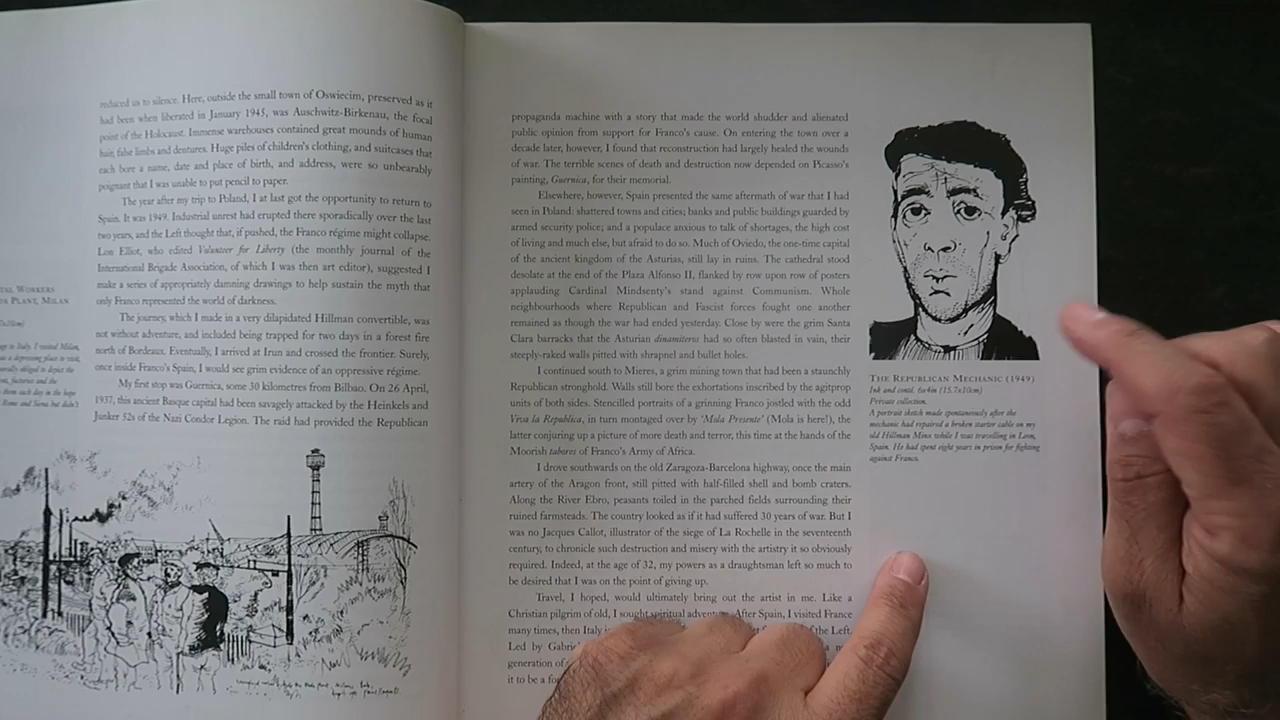 reduced us to silence. Here, outside the small town of Oswiecim, preserved as it
had been when liberated in January 1945, was Auschwitz-Birkenau, the focal
point of the Holocaust. Immense warehouses contained great mounds of human
hair, false limbs and dentures. Huge piles of children's clothing, and suitcases that
each bore a name, date and place of birth, and address, were so unbearably
poignant that I was unable to put pencil to paper.
The year after my trip to Poland, I at last got the opportunity to return to
Spain. It was 1949. Industrial unrest had erupted there sporadically over the last
two years, and the Left thought that, if pushed, the Franco régime might collapse.
Lon Elliot, who edited Volunteer for Liberty (the monthly journal of the
International Brigade Association, of which I was then art editor), suggested I
make a series of appropriately damning drawings to help sustain the myth that
only Franco represented the world of darkness.
The journey, which I made in a very dilapidated Hillman convertible, was
not without adventure, and included being trapped for two days in a forest fire
north of Bordeaux. Eventually, I arrived at Irun and crossed the frontier. Surely,
once inside Franco's Spain, I would see grim evidence of an oppressive régime.
My first stop was Guernica, some 30 kilometres from Bilbao. On 26 April,
1937, this ancient Basque capital had been savagely attacked by the Heinkels and
Junker 52s of the Nazi Condor Legion. The raid had provided the Republican
WORKERS
PLANT, MILAN
to Italy. I visited Milan,
a depressing place to visit,
obliged to depict the
factories and the
them each day in the hope
Rome and Siena but didn't
propaganda machine with a story that made the world shudder and alienated
public opinion from support for Franco's cause. On entering the town over a
decade later, however, I found that reconstruction had largely healed the wounds
of war. The terrible scenes of death and destruction now depended on Picasso's
painting, Guernica, for their memorial.
Elsewhere, however, Spain presented the same aftermath of war that I had
seen in Poland: shattered towns and cities; banks and public buildings guarded by
armed security police; and a populace anxious to talk of shortages, the high cost
of living and much else, but afraid to do so. Much of Oviedo, the one-time capital
of the ancient kingdom of the Asturias, still lay in ruins. The cathedral stood
desolate at the end of the Plaza Alfonso II, flanked by row upon row of posters
applauding Cardinal Mindsenty's stand against Communism. Whole
neighbourhoods where Republican and Fascist forces fought one another
remained as though the war had ended yesterday. Close by were the grim Santa
Clara barracks that the Asturian dinamiteros had so often blasted in vain, their
steeply-raked walls pitted with shrapnel and bullet holes.
I continued south to Mieres, a grim mining town that had been a staunchly
Republican stronghold. Walls still bore the exhortations inscribed by the agitprop
units of both sides. Stencilled portraits of a grinning Franco jostled with the odd
Viva la Republica, in turn montaged over by 'Mola Presente' (Mola is here!), the
latter conjuring up a picture of more death and terror, this time at the hands of the
Moorish tabores of Franco's Army of Africa.
I drove southwards on the old Zaragoza-Barcelona highway, once the main
artery of the Aragon front, still pitted with half-filled shell and bomb craters.
Along the River Ebro, peasants toiled in the parched fields surrounding their
ruined farmsteads. The country looked as if it had suffered 30 years of war. But I
was no Jacques Callot, illustrator of the siege of La Rochelle in the seventeenth
century, to chronicle such destruction and misery with the artistry it so obviously
required. Indeed, at the age of 32, my powers as a draughtsman left so much to
be desired that I was on the point of giving up.
Travel, I hoped, would ultimately bring out the artist in me. Like a
Christian pilgrim of old, I sought spiritual After Spain, I visited France
many times, then Italy of the Left.
Led by
generation of
it to be a
THE REPUBLICAN MECHANIC (1949)
Ink and conté. 6x4in (15.7x10cm)
Private collection.
A portrait sketch made spontaneously after the
mechanic had repaired a broken starter cable on my
old Hillman Minx while I was travelling in Leon,
Spain. He had spent eight years in prison for fighting
against Franco.